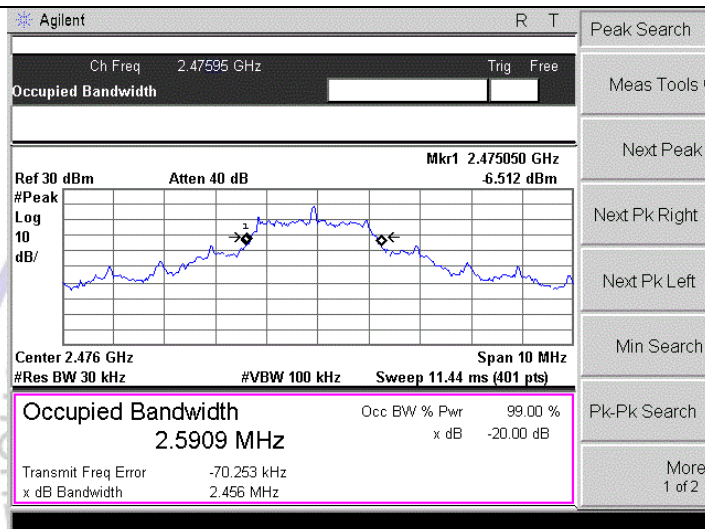 Agilent R T
Ch Freq 2.47595 GHz Trig Free
Occupied Bandwidth
Mkr1 2.475050 GHz
Ref 30 dBm Atten 40 dB -6.512 dBm
#Peak
Log
10
dB/
1
Center 2.476 GHz Span 10 MHz
#Res BW 30 kHz #VBW 100 kHz Sweep 11.44 ms (401 pts)
Occupied Bandwidth
2.5909 MHz
Occ BW % Pwr 99.00 %
x dB -20.00 dB
Transmit Freq Error -70.253 kHz
x dB Bandwidth 2.456 MHz
Peak Search
Meas Tools
Next Peak
Next Pk Right
Next Pk Left
Min Search
Pk-Pk Search
More
1 of 2